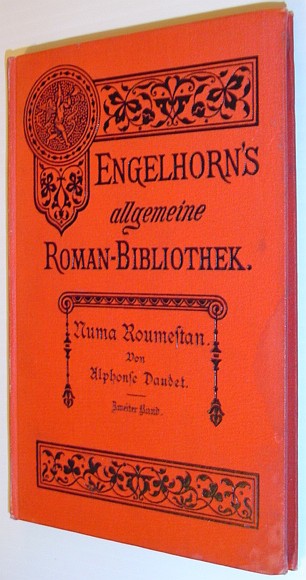 ENGELHORN'S
allgemeine
ROMAN-BIBLIOTHEK.
Numa Roumeſtan.
Von
Alphonſe Daudet.
Zweiter Band.